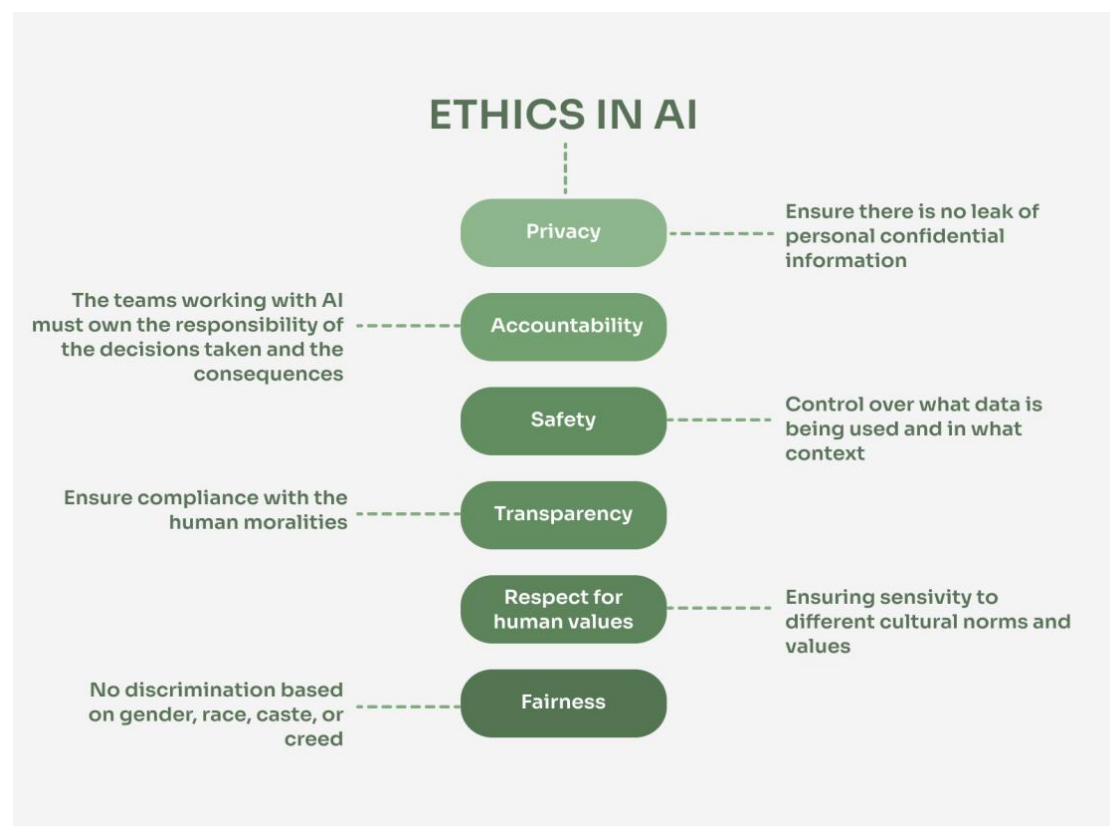 ETHICS IN AI
Privacy
Ensure there is no leak of
personal confidential
information
The teams working with AI
must own the responsibility of
the decisions taken and the
consequences
Accountability
Safety
Control over what data is
being used and in what
context
Ensure compliance with the
human moralities
Transparency
Respect for
human values
Ensuring sensivity to
different cultural norms and
values
No discrimination based
on gender, race, caste, or
creed
Fairness